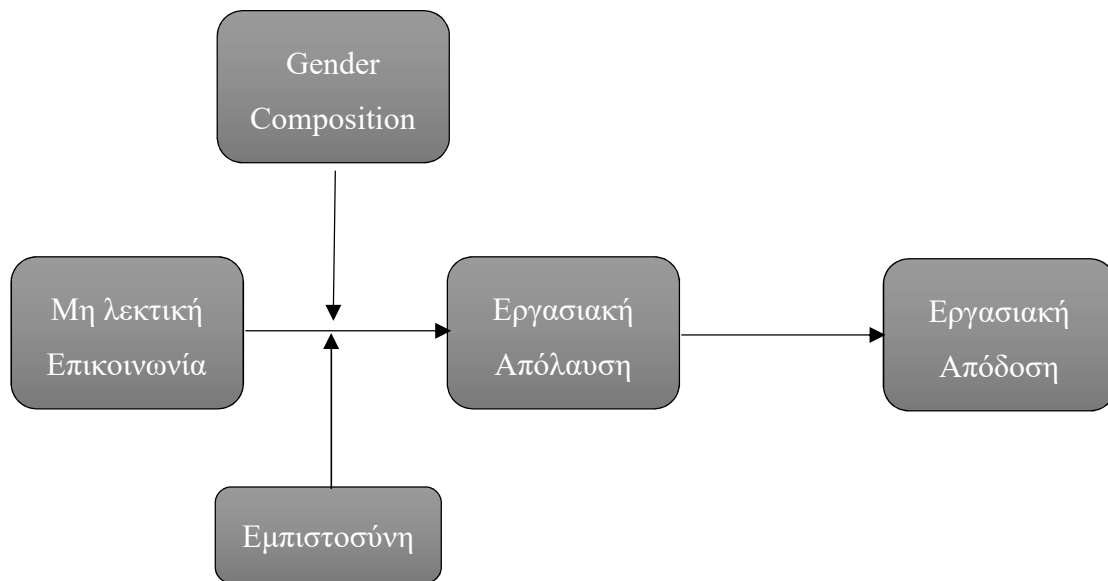 Gender
Composition
Μη λεκτική
Επικοινωνία
Εργασιακή
Απόλαυση
Εργασιακή
Απόδοση
Εμπιστοσύνη